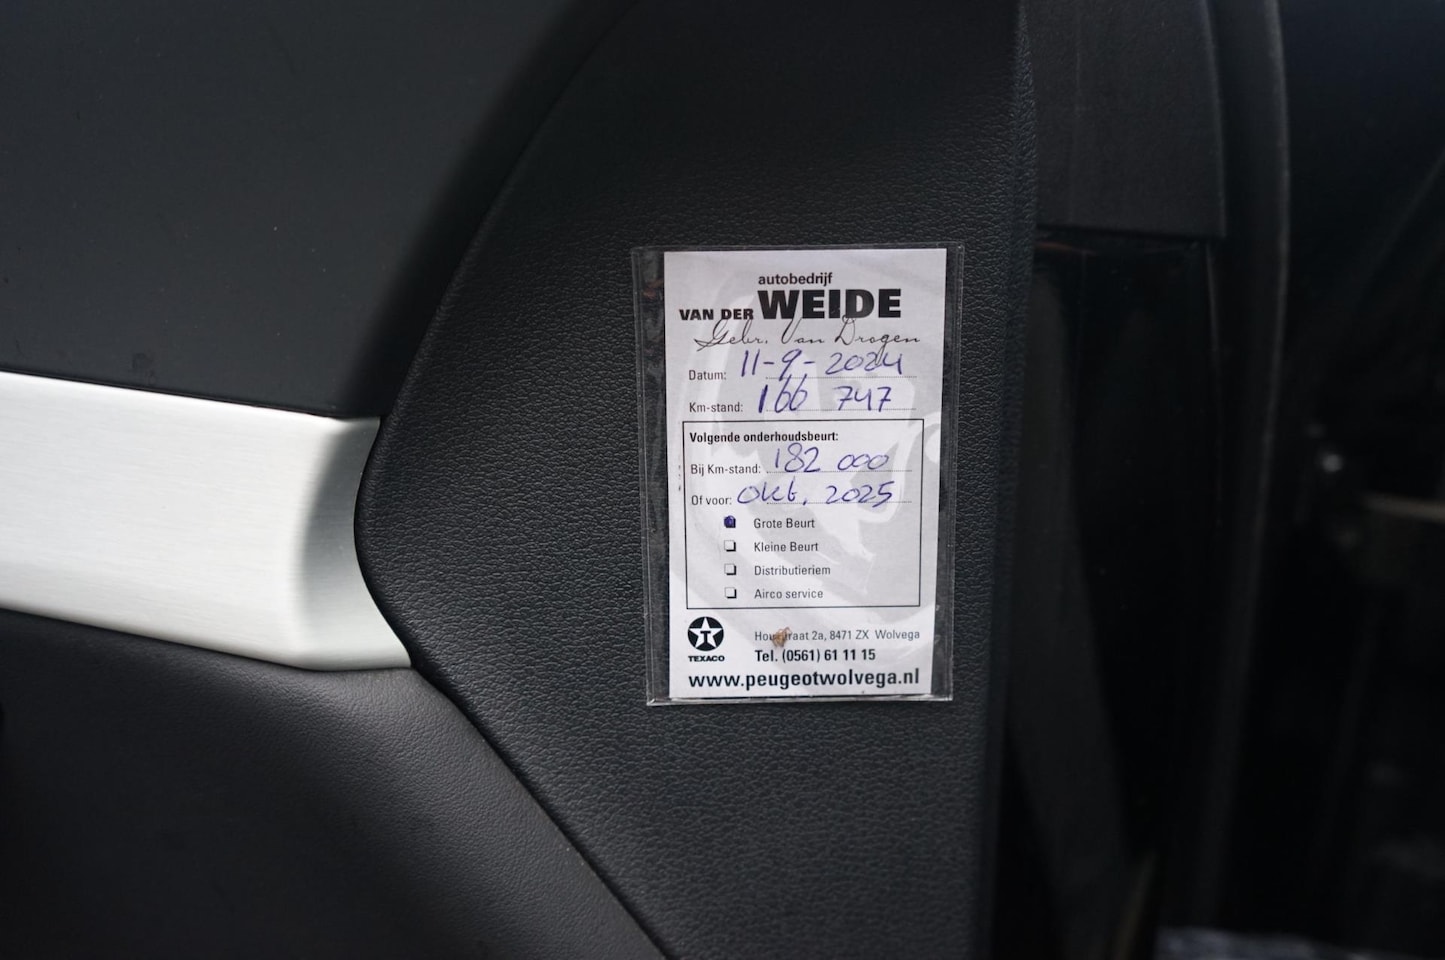 autobedrijf
VAN DER WEIDE
Gebr. Van Drogen
Datum: 11-9-2024
Km-stand: 166 747
Volgende onderhoudsbeurt:
Bij Km-stand: 182 000
Of voor: okt. 2025
Grote Beurt
Kleine Beurt
Distributieriem
Airco service
2a, 8471 ZX Wolvega
TEXACO
Tel. (0561) 61 11 15
www.peugeotwolvega.nl